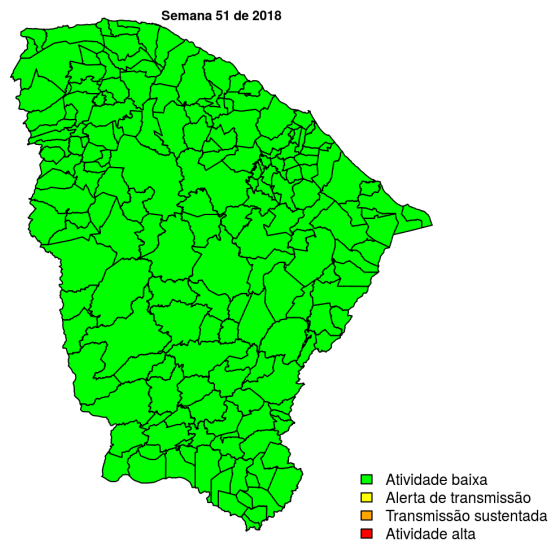 Semana 51 de 2018
Atividade baixa
Alerta de transmissão
Transmissão sustentada
Atividade alta